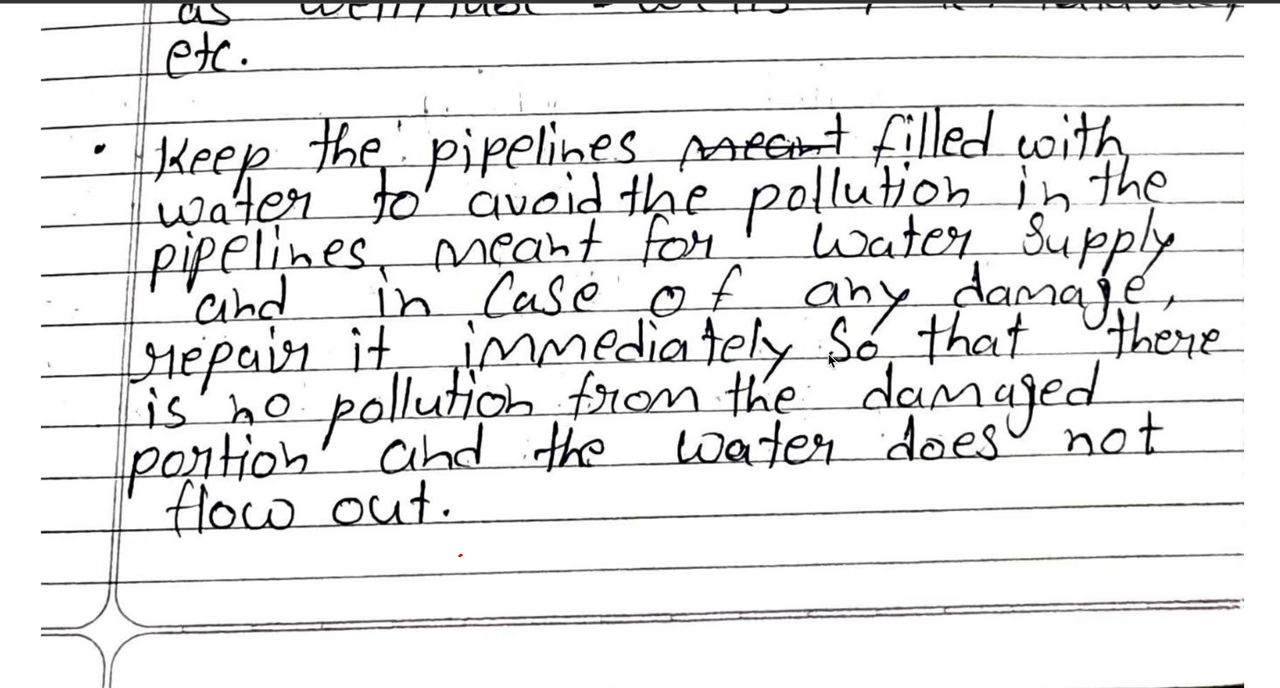 as
etc.
• Keep the pipelines meant filled with
water to avoid the pollution in the
pipelines, meant for water supply
and in case of any damage,
repair it immediately so that there
is no pollution from the damaged
portion and the water does not
flow out.